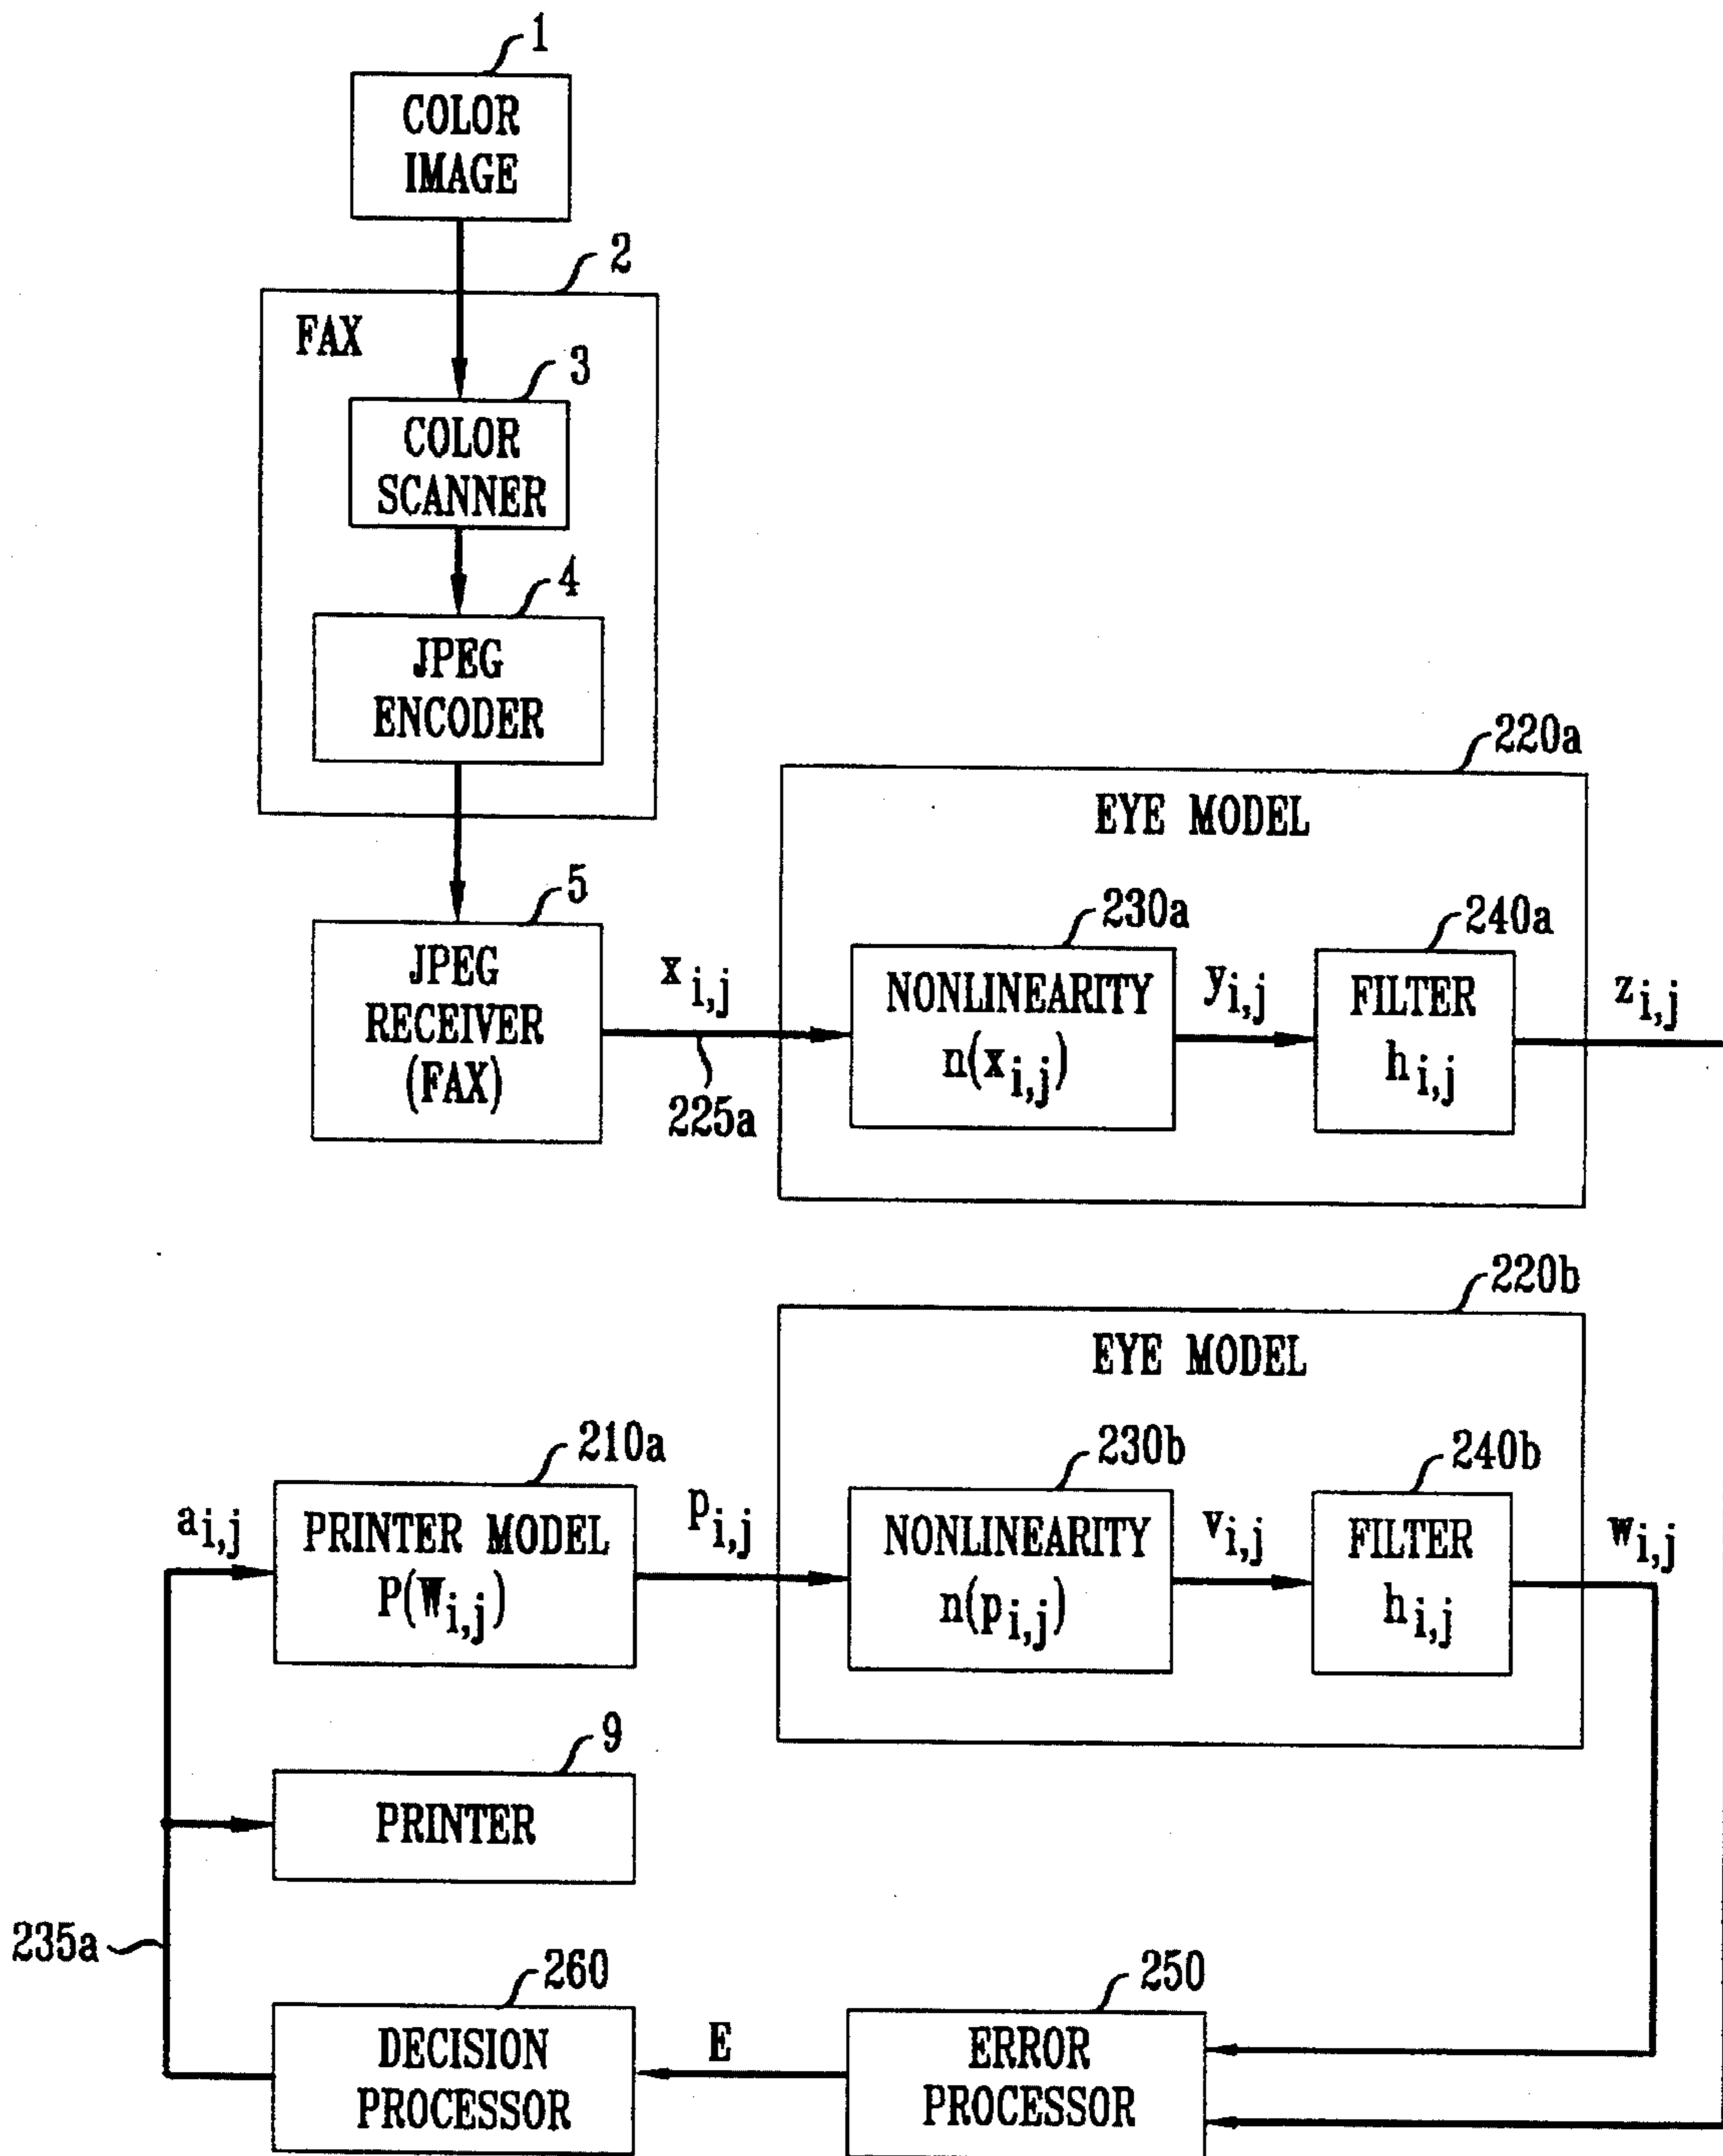 1
COLOR
IMAGE
2
FAX
3
COLOR
SCANNER
4
JPEG
ENCODER
220a
EYE MODEL
5
JPEG
RECEIVER
(FAX)
x i,j
225a
230a
NONLINEARITY
n(x i,j)
y i,j
240a
FILTER
h i,j
z i,j
220b
EYE MODEL
210a
a i,j
PRINTER MODEL
P(W i,j)
p i,j
230b
NONLINEARITY
n(p i,j)
v i,j
240b
FILTER
h i,j
w i,j
9
PRINTER
235a
260
DECISION
PROCESSOR
E
250
ERROR
PROCESSOR